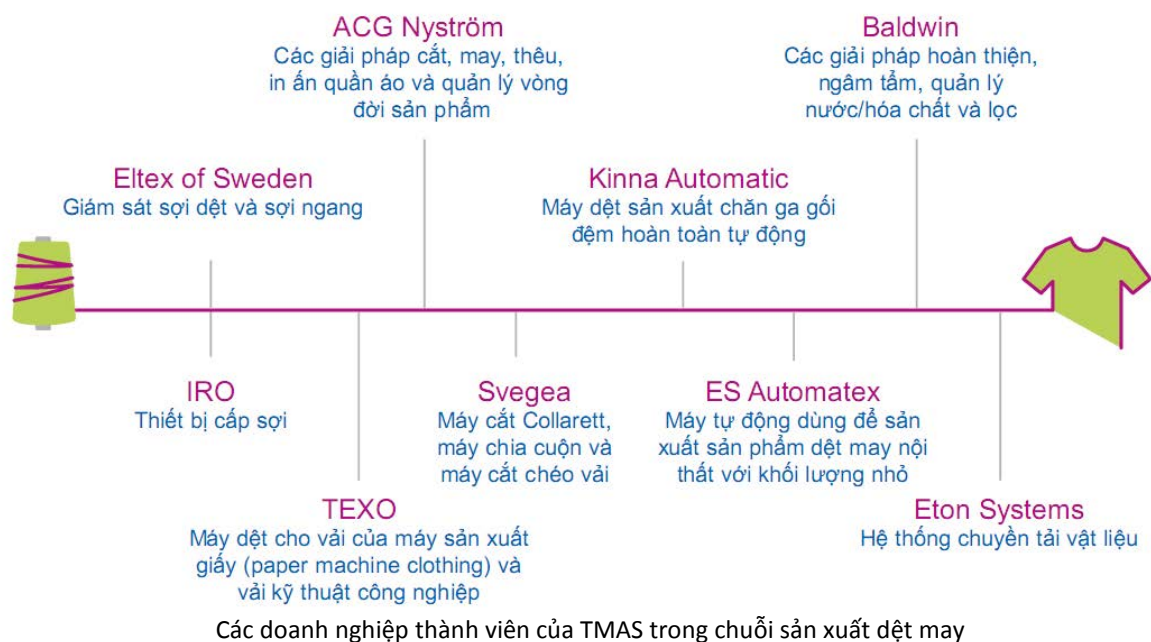 ACG Nyström
Các giải pháp cắt, may, thêu,
in ấn quần áo và quản lý vòng
đời sản phẩm
Baldwin
Các giải pháp hoàn thiện,
ngâm tẩm, quản lý
nước/hóa chất và lọc
Eltex of Sweden
Giám sát sợi dệt và sợi ngang
Kinna Automatic
Máy dệt sản xuất chăn ga gối
đệm hoàn toàn tự động
IRO
Thiết bị cấp sợi
Svegea
Máy cắt Collarett,
máy chia cuộn và
máy cắt chéo vải
ES Automatex
Máy tự động dùng để sản
xuất sản phẩm dệt may nội
thất với khối lượng nhỏ
TEXO
Máy dệt cho vải của máy sản xuất
giấy (paper machine clothing) và
vải kỹ thuật công nghiệp
Eton Systems
Hệ thống chuyền tải vật liệu
Các doanh nghiệp thành viên của TMAS trong chuỗi sản xuất dệt may